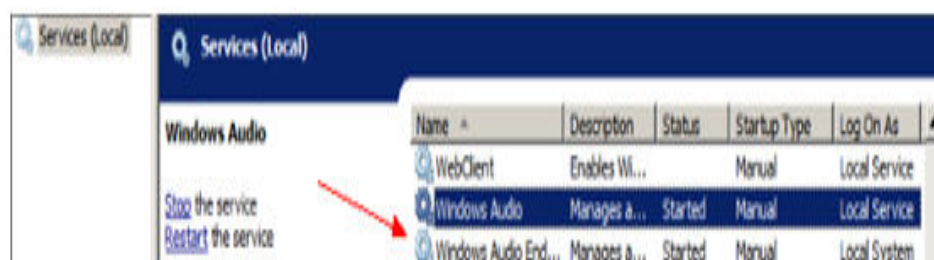 Services (Local)
Services (Local)
Windows Audio
Stop the service
Restart the service
Name Description Status Startup Type Log On As
WebClient Enables Wi... Manual Local Service
Windows Audio Manages a... Started Manual Local Service
Windows Audio End... Manages a... Started Manual Local System